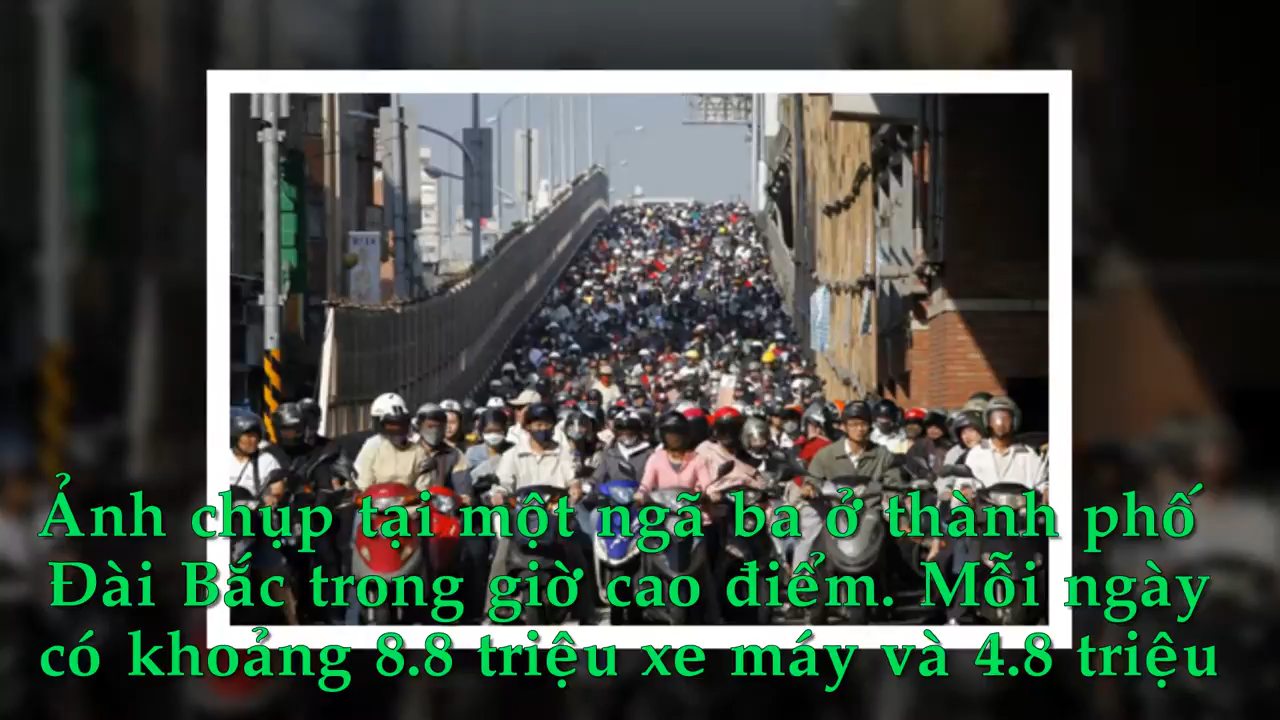 Ảnh chụp tại một ngã ba ở thành phố
Đài Bắc trong giờ cao điểm. Mỗi ngày
có khoảng 8.8 triệu xe máy và 4.8 triệu